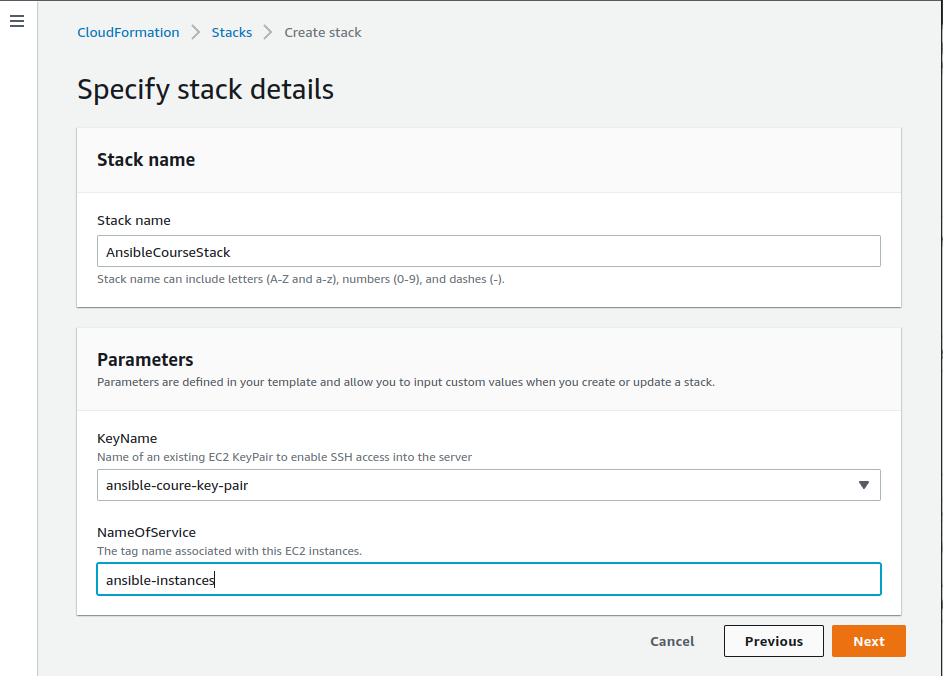 CloudFormation > Stacks > Create stack
Specify stack details
Stack name
Stack name
AnsibleCourseStack
Stack name can include letters (A-Z and a-z), numbers (0-9), and dashes (-).
Parameters
Parameters are defined in your template and allow you to input custom values when you create or update a stack.
KeyName
Name of an existing EC2 KeyPair to enable SSH access into the server
ansible-coure-key-pair
NameOfService
The tag name associated with this EC2 instances.
ansible-instances
Cancel Previous Next